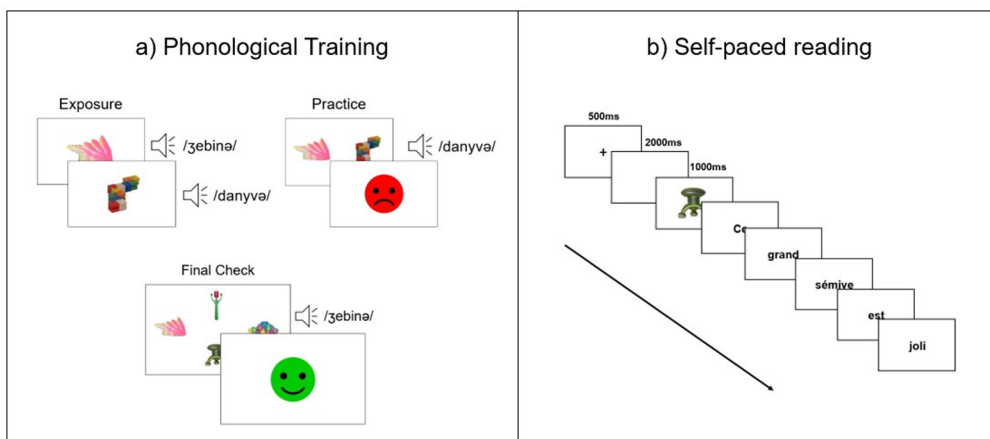 a) Phonological Training
Exposure
/ʒebinə/
/danyvə/
Practice
/danyvə/
Final Check
/ʒebinə/
b) Self-paced reading
500ms
+
2000ms
1000ms
Ce
grand
sémive
est
joli